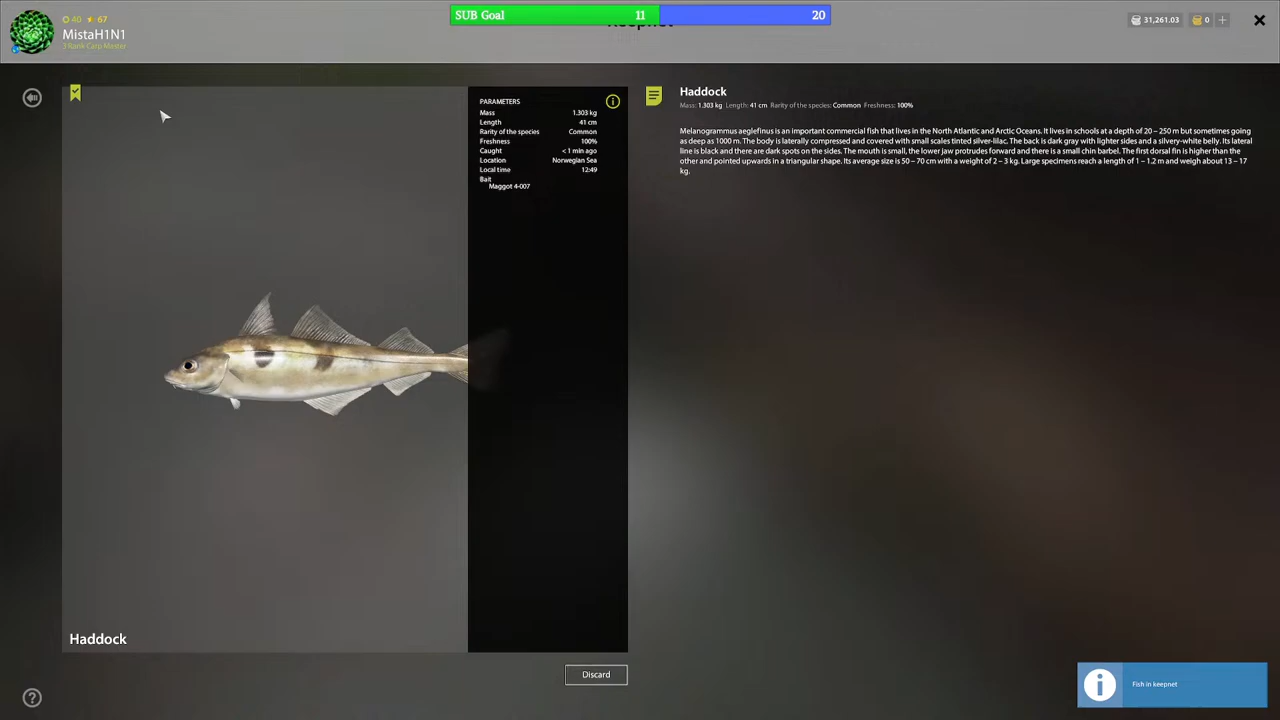 40 67
MistaH1N1
3 Rank Carp Master
SUB Goal 11 20
31,261.03 0
PARAMETERS
Mass 1.303 kg
Length 41 cm
Rarity of the species Common
Freshness 100%
Caught < 1 min ago
Location Norwegian Sea
Local time 12:49
Bait
Maggot 4-007
Haddock
Haddock
Mass: 1.303 kg Length: 41 cm Rarity of the species: Common Freshness: 100%
Melanogrammus aeglefinus is an important commercial fish that lives in the North Atlantic and Arctic Oceans. It lives in schools at a depth of 20 – 250 m but sometimes going
as deep as 1000 m. The body is laterally compressed and covered with small scales tinted silver-lilac. The back is dark gray with lighter sides and a silvery-white belly. Its lateral
line is black and there are dark spots on the sides. The mouth is small, the lower jaw protrudes forward and there is a small chin barbel. The first dorsal fin is higher than the
other and pointed upwards in a triangular shape. Its average size is 50 – 70 cm with a weight of 2 – 3 kg. Large specimens reach a length of 1 – 1.2 m and weigh about 13 – 17
kg.
Discard
Fish in keepnet